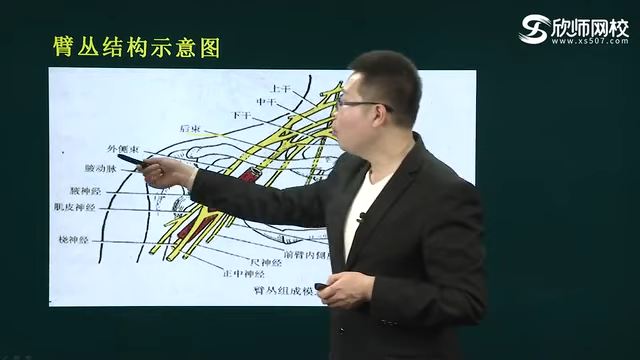 欣师网校
www.xs507.com
臂丛结构示意图
上干
中干
下干
后束
外侧束
腋动脉
腋神经
肌皮神经
桡神经
前臂内侧
尺神经
正中神经
臂丛组成模